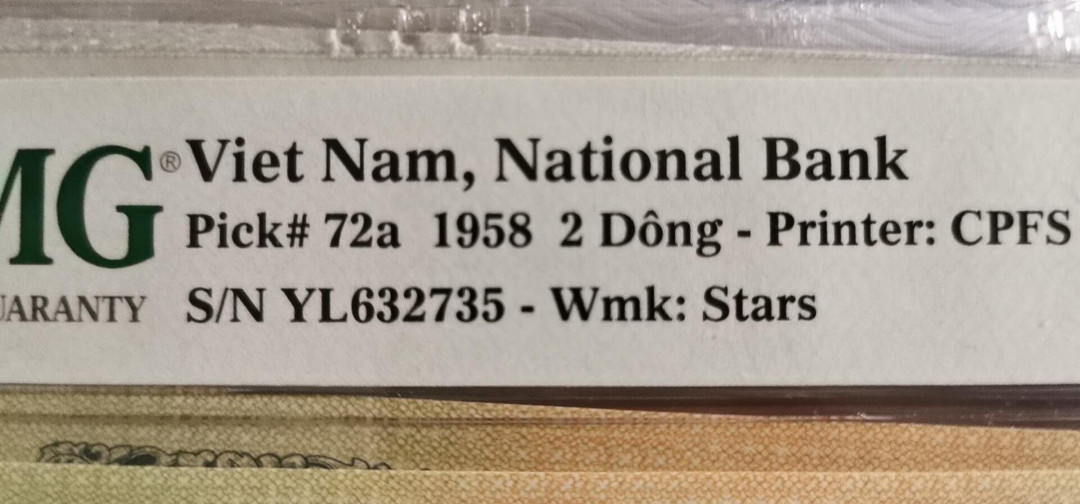 MG® Viet Nam, National Bank
Pick# 72a 1958 2 Dông - Printer: CPFS
UARANTY S/N YL632735 - Wmk: Stars